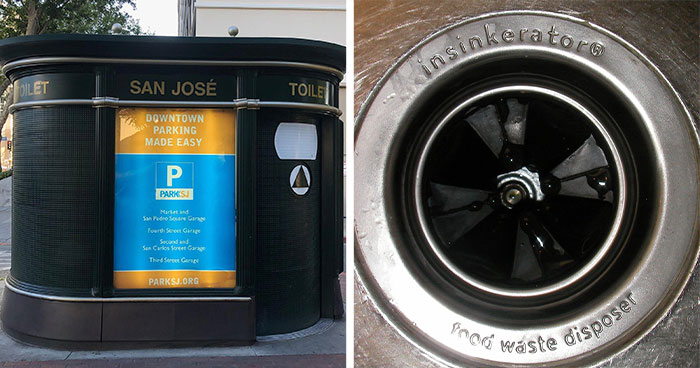 TOILET
SAN JOSÉ
TOILET
DOWNTOWN
PARKING
MADE EASY
P
PARKSJ
Market and
San Pedro Square Garage
Fourth Street Garage
Second and
San Carlos Street Garage
Third Street Garage
PARKSJ.ORG
insinkerator®
food waste disposer